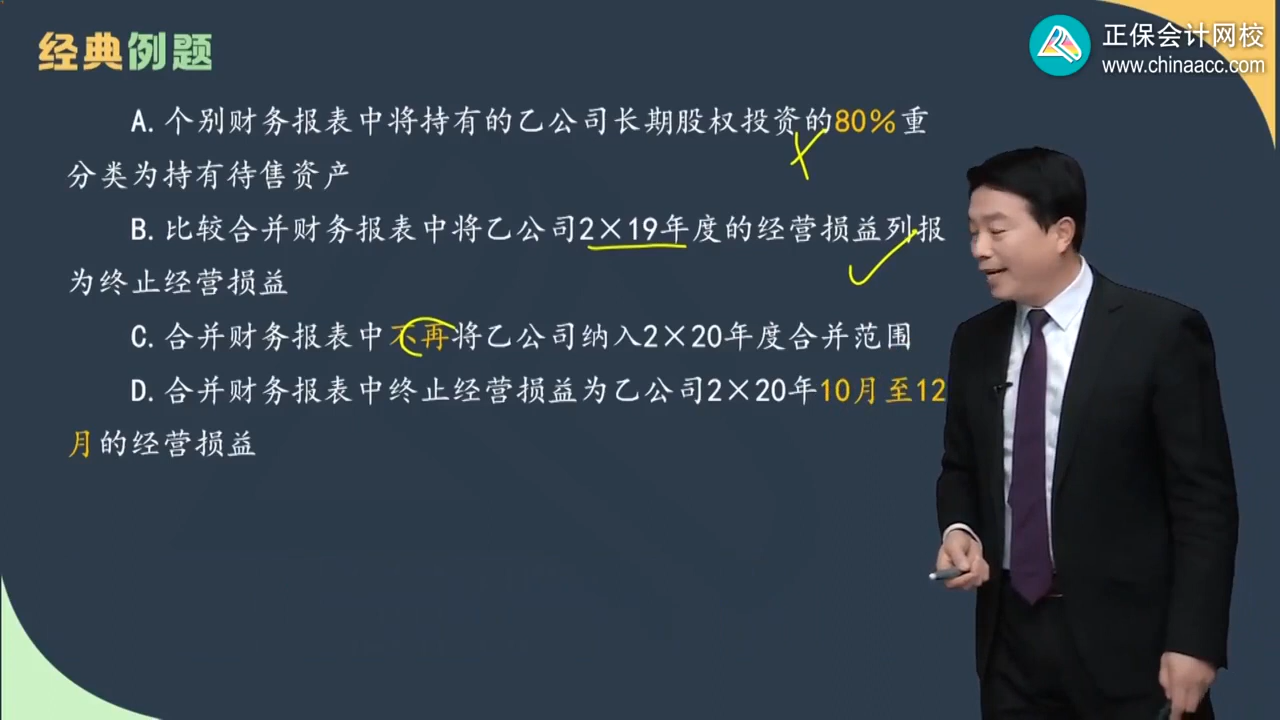 经典例题
正保会计网校
www.chinaacc.com
A.个别财务报表中将持有的乙公司长期股权投资的80%重
分类为持有待售资产
B.比较合并财务报表中将乙公司2×19年度的经营损益列报
为终止经营损益
C.合并财务报表中不再将乙公司纳入2×20年度合并范围
D.合并财务报表中终止经营损益为乙公司2×20年10月至12
月的经营损益